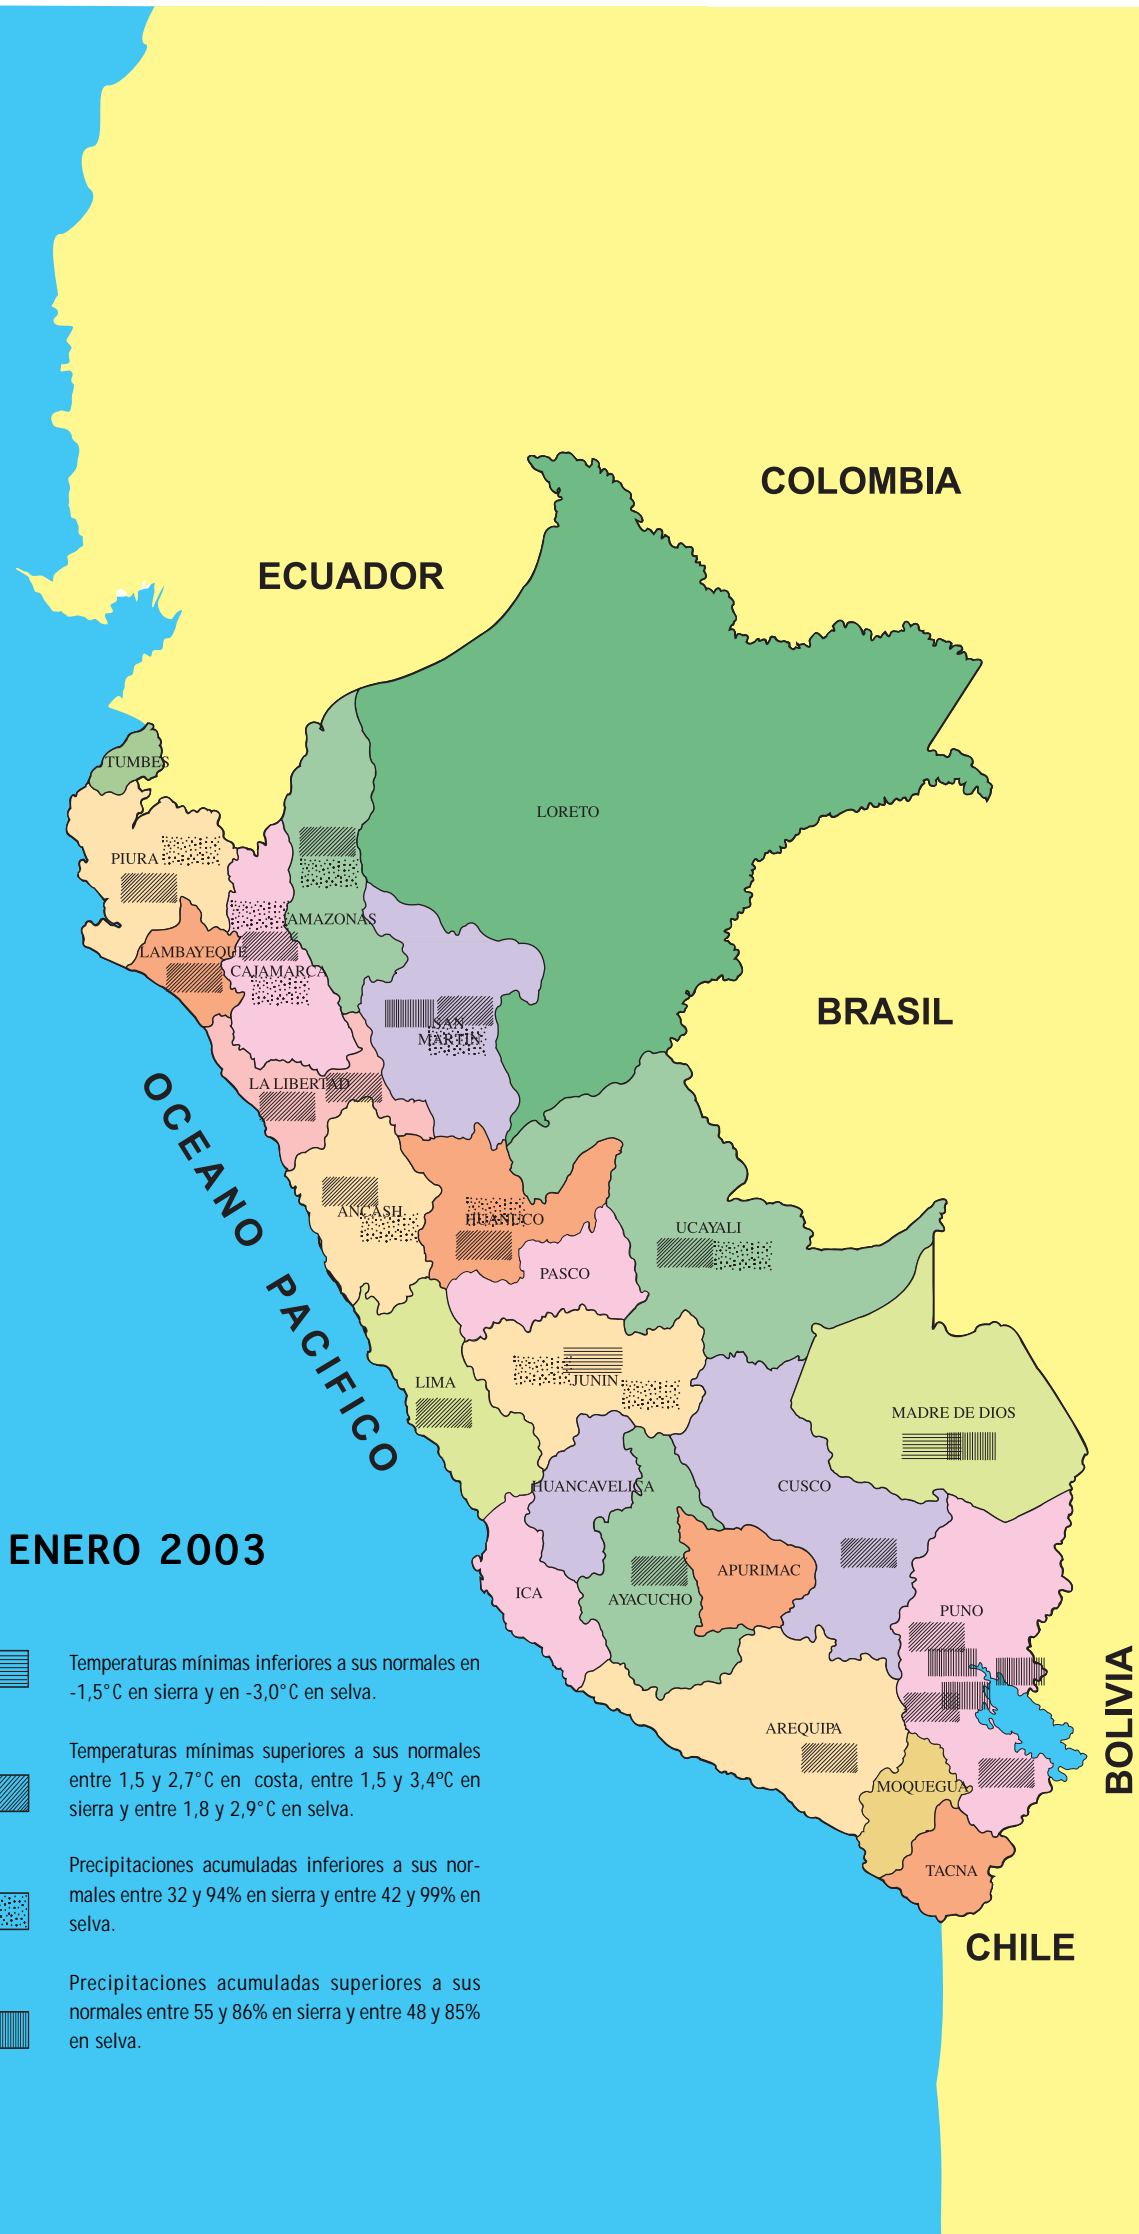 COLOMBIA
ECUADOR
TUMBES
LORETO
PIURA
AMAZONAS
LAMBAYEQUE
CAJAMARCA
BRASIL
SAN
MARTIN
LA LIBERTAD
OCEANO PACIFICO
ANCASH
HUANUCO
UCAYALI
PASCO
LIMA
JUNIN
MADRE DE DIOS
HUANCAVELICA
CUSCO
ENERO 2003
APURIMAC
ICA
AYACUCHO
PUNO
BOLIVIA
AREQUIPA
MOQUEGUA
TACNA
CHILE
Temperaturas mínimas inferiores a sus normales en
-1,5°C en sierra y en -3,0°C en selva.
Temperaturas mínimas superiores a sus normales
entre 1,5 y 2,7°C en costa, entre 1,5 y 3,4ºC en
sierra y entre 1,8 y 2,9°C en selva.
Precipitaciones acumuladas inferiores a sus nor-
males entre 32 y 94% en sierra y entre 42 y 99% en
selva.
Precipitaciones acumuladas superiores a sus
normales entre 55 y 86% en sierra y entre 48 y 85%
en selva.